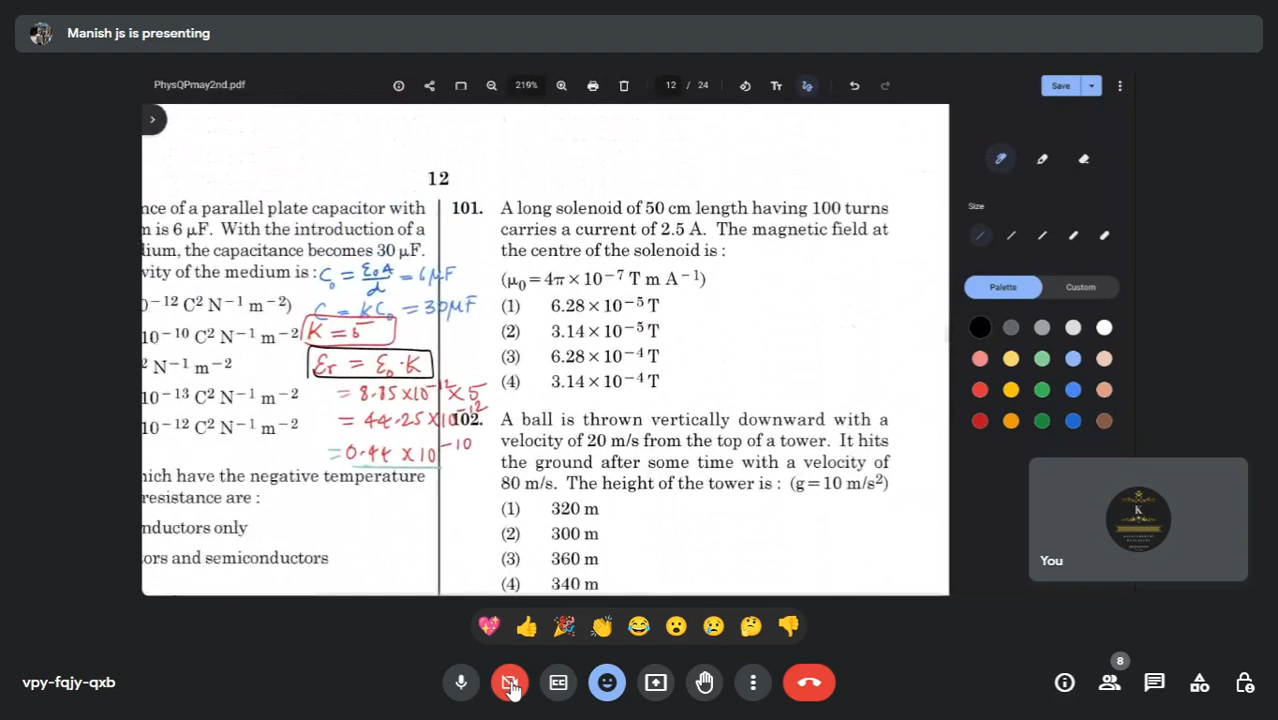 Manish js is presenting
PhysQPmay2nd.pdf
219%
12 / 24
Save
12
nce of a parallel plate capacitor with
m is 6 μF. With the introduction of a
lium, the capacitance becomes 30 μF.
vity of the medium is :
C₀ = ε₀A/d = 6μF
0⁻¹² C² N⁻¹ m⁻²)
C = KC₀ = 30μF
10⁻¹⁰ C² N⁻¹ m⁻²
K = 5
² N⁻¹ m⁻²
εr = ε₀·K
10⁻¹³ C² N⁻¹ m⁻²
= 8.85×10⁻¹² × 5
10⁻¹² C² N⁻¹ m⁻²
= 44.25×10⁻¹²
= 0.44 × 10⁻¹⁰
hich have the negative temperature
resistance are :
nductors only
tors and semiconductors
101. A long solenoid of 50 cm length having 100 turns
carries a current of 2.5 A. The magnetic field at
the centre of the solenoid is :
(μ₀ = 4π × 10⁻⁷ T m A⁻¹)
(1) 6.28 × 10⁻⁵ T
(2) 3.14 × 10⁻⁵ T
(3) 6.28 × 10⁻⁴ T
(4) 3.14 × 10⁻⁴ T
102. A ball is thrown vertically downward with a
velocity of 20 m/s from the top of a tower. It hits
the ground after some time with a velocity of
80 m/s. The height of the tower is : (g = 10 m/s²)
(1) 320 m
(2) 300 m
(3) 360 m
(4) 340 m
Size
Palette
Custom
K
You
vpy-fqjy-qxb
8